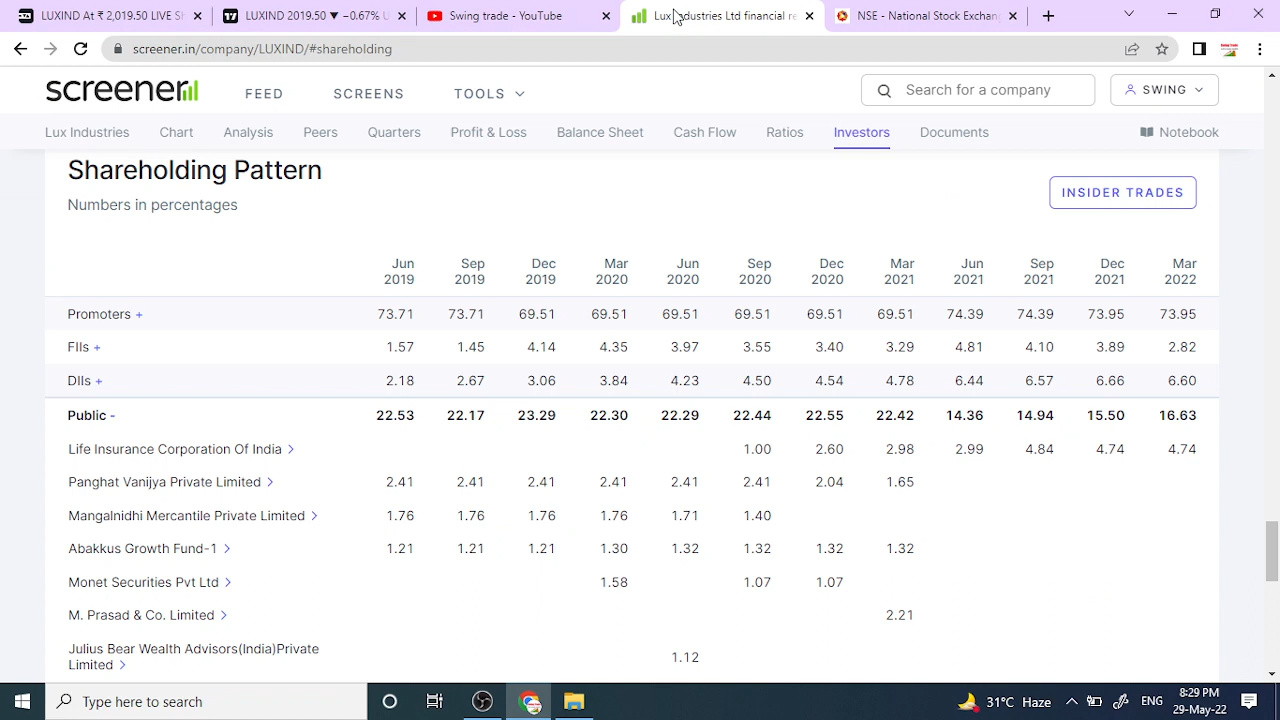 2,019.50 LIVE S
LUXIND 2019.50 ▼ −0.67% U
Swing trade - YouTube
Lux Industries Ltd financial re
NSE - National Stock Exchan
screener.in/company/LUXIND/#shareholding
screener
FEED SCREENS TOOLS
Search for a company
SWING
Lux Industries Chart Analysis Peers Quarters Profit & Loss Balance Sheet Cash Flow Ratios Investors Documents Notebook
Shareholding Pattern
INSIDER TRADES
Numbers in percentages
Jun Sep Dec Mar Jun Sep Dec Mar Jun Sep Dec Mar
2019 2019 2019 2020 2020 2020 2020 2021 2021 2021 2021 2022
Promoters + 73.71 73.71 69.51 69.51 69.51 69.51 69.51 69.51 74.39 74.39 73.95 73.95
FIIs + 1.57 1.45 4.14 4.35 3.97 3.55 3.40 3.29 4.81 4.10 3.89 2.82
DIIs + 2.18 2.67 3.06 3.84 4.23 4.50 4.54 4.78 6.44 6.57 6.66 6.60
Public - 22.53 22.17 23.29 22.30 22.29 22.44 22.55 22.42 14.36 14.94 15.50 16.63
Life Insurance Corporation Of India > 1.00 2.60 2.98 2.99 4.84 4.74 4.74
Panghat Vanijya Private Limited > 2.41 2.41 2.41 2.41 2.41 2.41 2.04 1.65
Mangalnidhi Mercantile Private Limited > 1.76 1.76 1.76 1.76 1.71 1.40
Abakkus Growth Fund-1 > 1.21 1.21 1.21 1.30 1.32 1.32 1.32 1.32
Monet Securities Pvt Ltd > 1.58 1.07 1.07
M. Prasad & Co. Limited > 2.21
Julius Bear Wealth Advisors(India)Private
Limited > 1.12
Type here to search
31°C Haze
ENG
8:29 PM
29-May-22